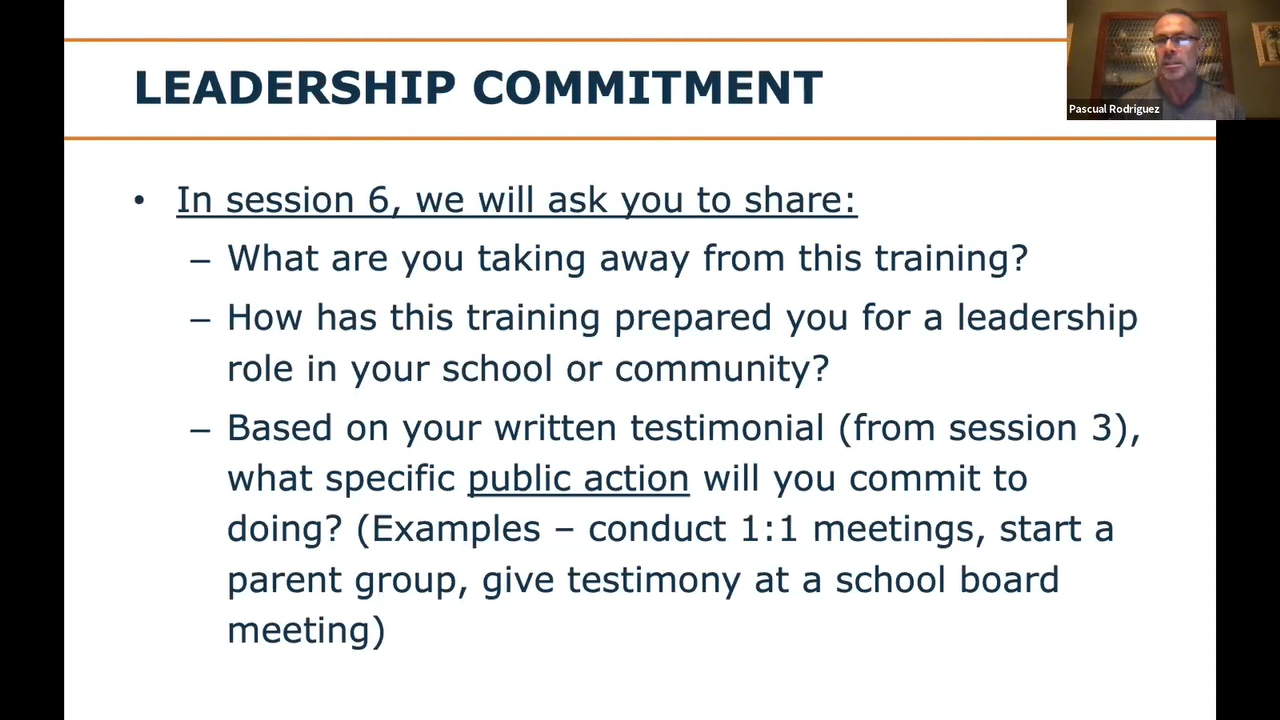 LEADERSHIP COMMITMENT
Pascual Rodriguez
• In session 6, we will ask you to share:
– What are you taking away from this training?
– How has this training prepared you for a leadership
role in your school or community?
– Based on your written testimonial (from session 3),
what specific public action will you commit to
doing? (Examples – conduct 1:1 meetings, start a
parent group, give testimony at a school board
meeting)